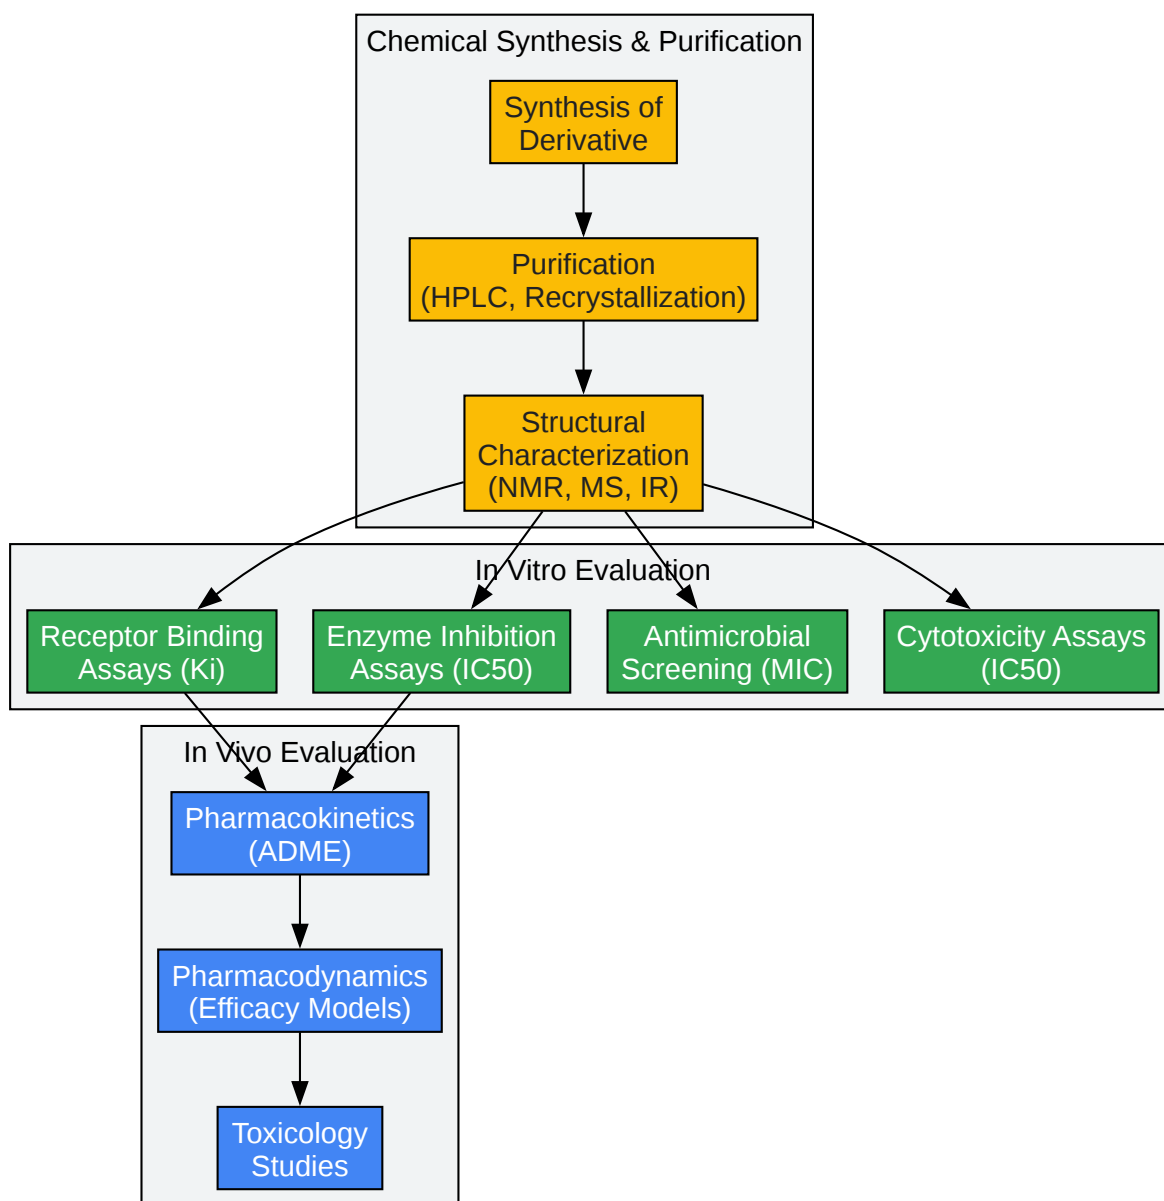 Chemical Synthesis & Purification
Synthesis of
Derivative
Purification
(HPLC, Recrystallization)
Structural
Characterization
(NMR, MS, IR)
In Vitro Evaluation
Receptor Binding
Assays (Ki)
Enzyme Inhibition
Assays (IC50)
Antimicrobial
Screening (MIC)
Cytotoxicity Assays
(IC50)
In Vivo Evaluation
Pharmacokinetics
(ADME)
Pharmacodynamics
(Efficacy Models)
Toxicology
Studies